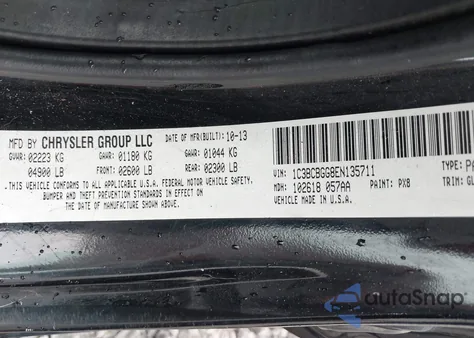 MFD BY CHRYSLER GROUP LLC DATE OF MFR(BUILT): 10-13
GVWR: 02223 KG GAWR: 01180 KG GAWR: 01044 KG
04900 LB FRONT: 02600 LB REAR: 02300 LB
.THIS VEHICLE CONFORMS TO ALL APPLICABLE U.S.A. FEDERAL MOTOR VEHICLE SAFETY,
BUMPER AND THEFT PREVENTION STANDARDS IN EFFECT ON
THE DATE OF MANUFACTURE SHOWN ABOVE.
VIN: 1C3BCBGG8EN135711 TYPE: PA
MDH: 102618 057AA PAINT: PX8 TRIM: GL
VEHICLE MADE IN U.S.A.
autoSnap